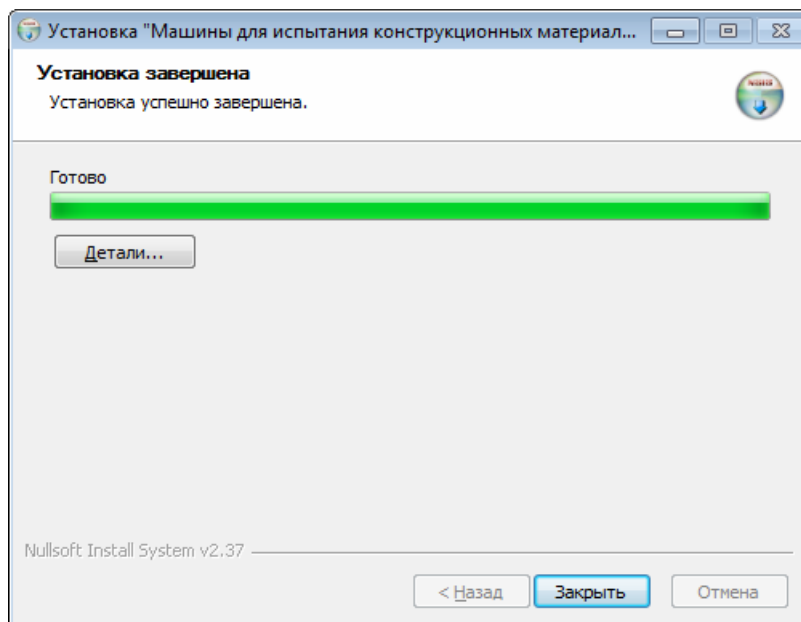 Установка "Машины для испытания конструкционных материал...
Установка завершена
Установка успешно завершена.
Готово
Детали...
Nullsoft Install System v2.37
< Назад
Закрыть
Отмена